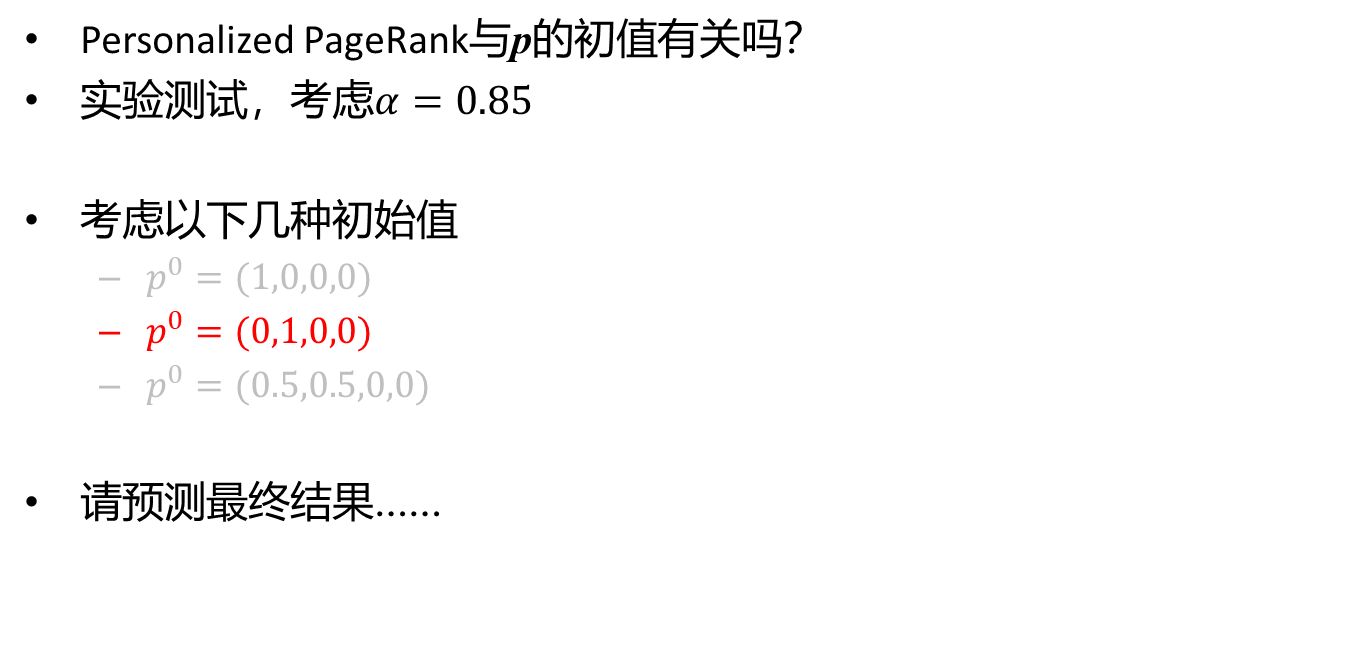 • Personalized PageRank与p的初值有关吗?
• 实验测试，考虑α = 0.85
• 考虑以下几种初始值
– p⁰ = (1,0,0,0)
– p⁰ = (0,1,0,0)
– p⁰ = (0.5,0.5,0,0)
• 请预测最终结果......